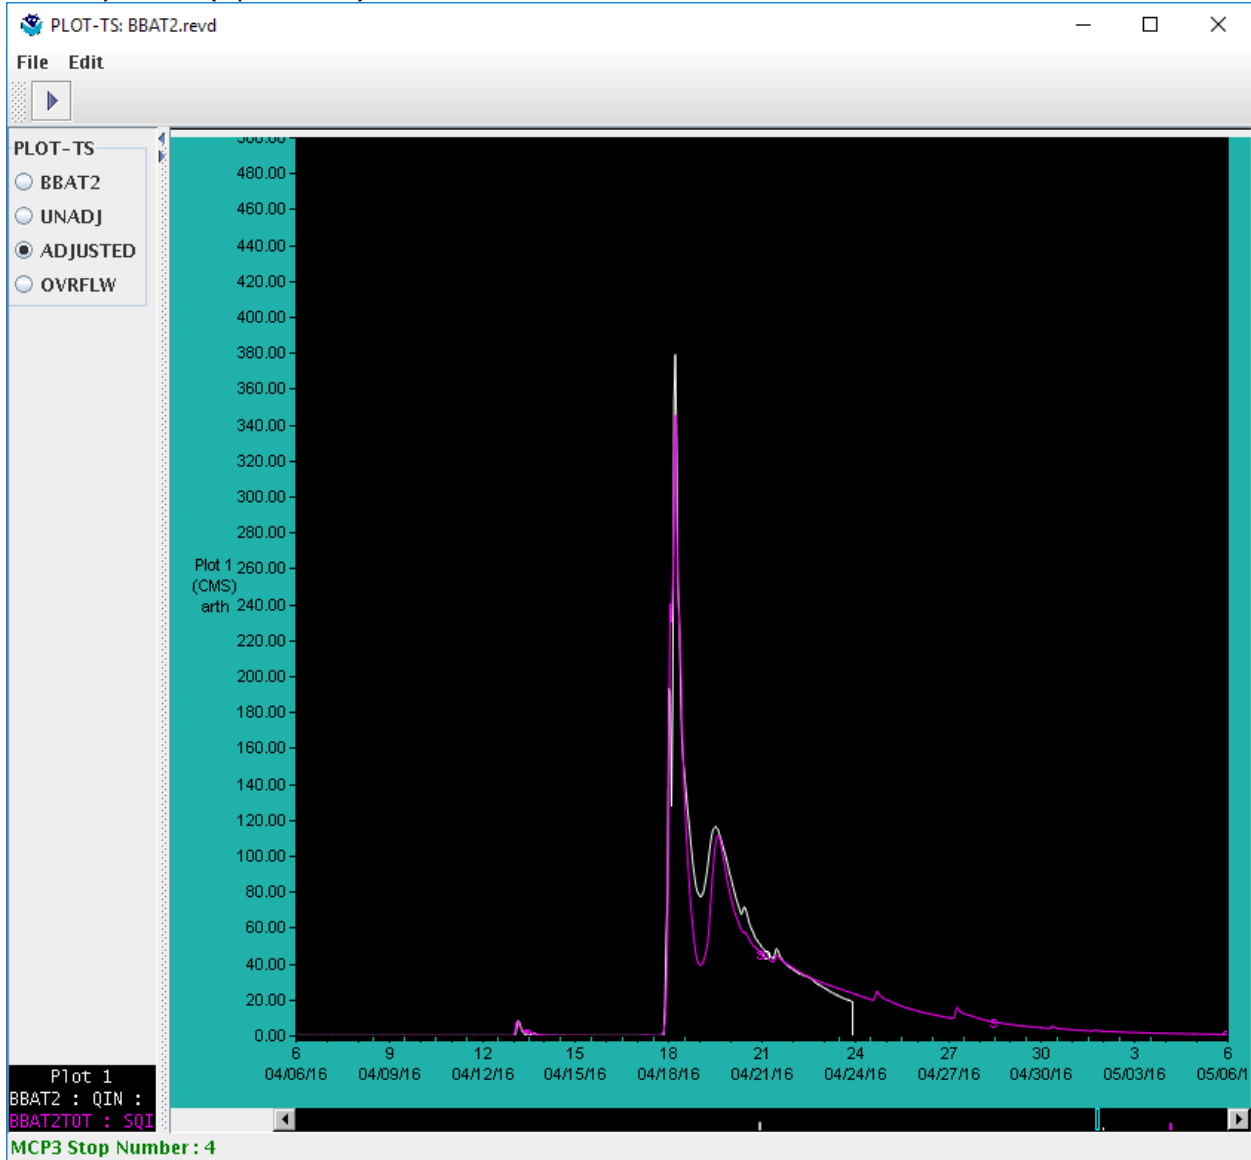 PLOT-TS: BBAT2.revd
File Edit
PLOT-TS
BBAT2
UNADJ
ADJUSTED
OVRFLW
500.00
480.00
460.00
440.00
420.00
400.00
380.00
360.00
340.00
320.00
300.00
280.00
Plot 1 260.00
(CMS)
arth 240.00
220.00
200.00
180.00
160.00
140.00
120.00
100.00
80.00
60.00
40.00
20.00
0.00
6 9 12 15 18 21 24 27 30 3 6
04/06/16 04/09/16 04/12/16 04/15/16 04/18/16 04/21/16 04/24/16 04/27/16 04/30/16 05/03/16 05/06/1
Plot 1
BBAT2 : QIN :
BBAT2TOT : SQI
MCP3 Stop Number: 4